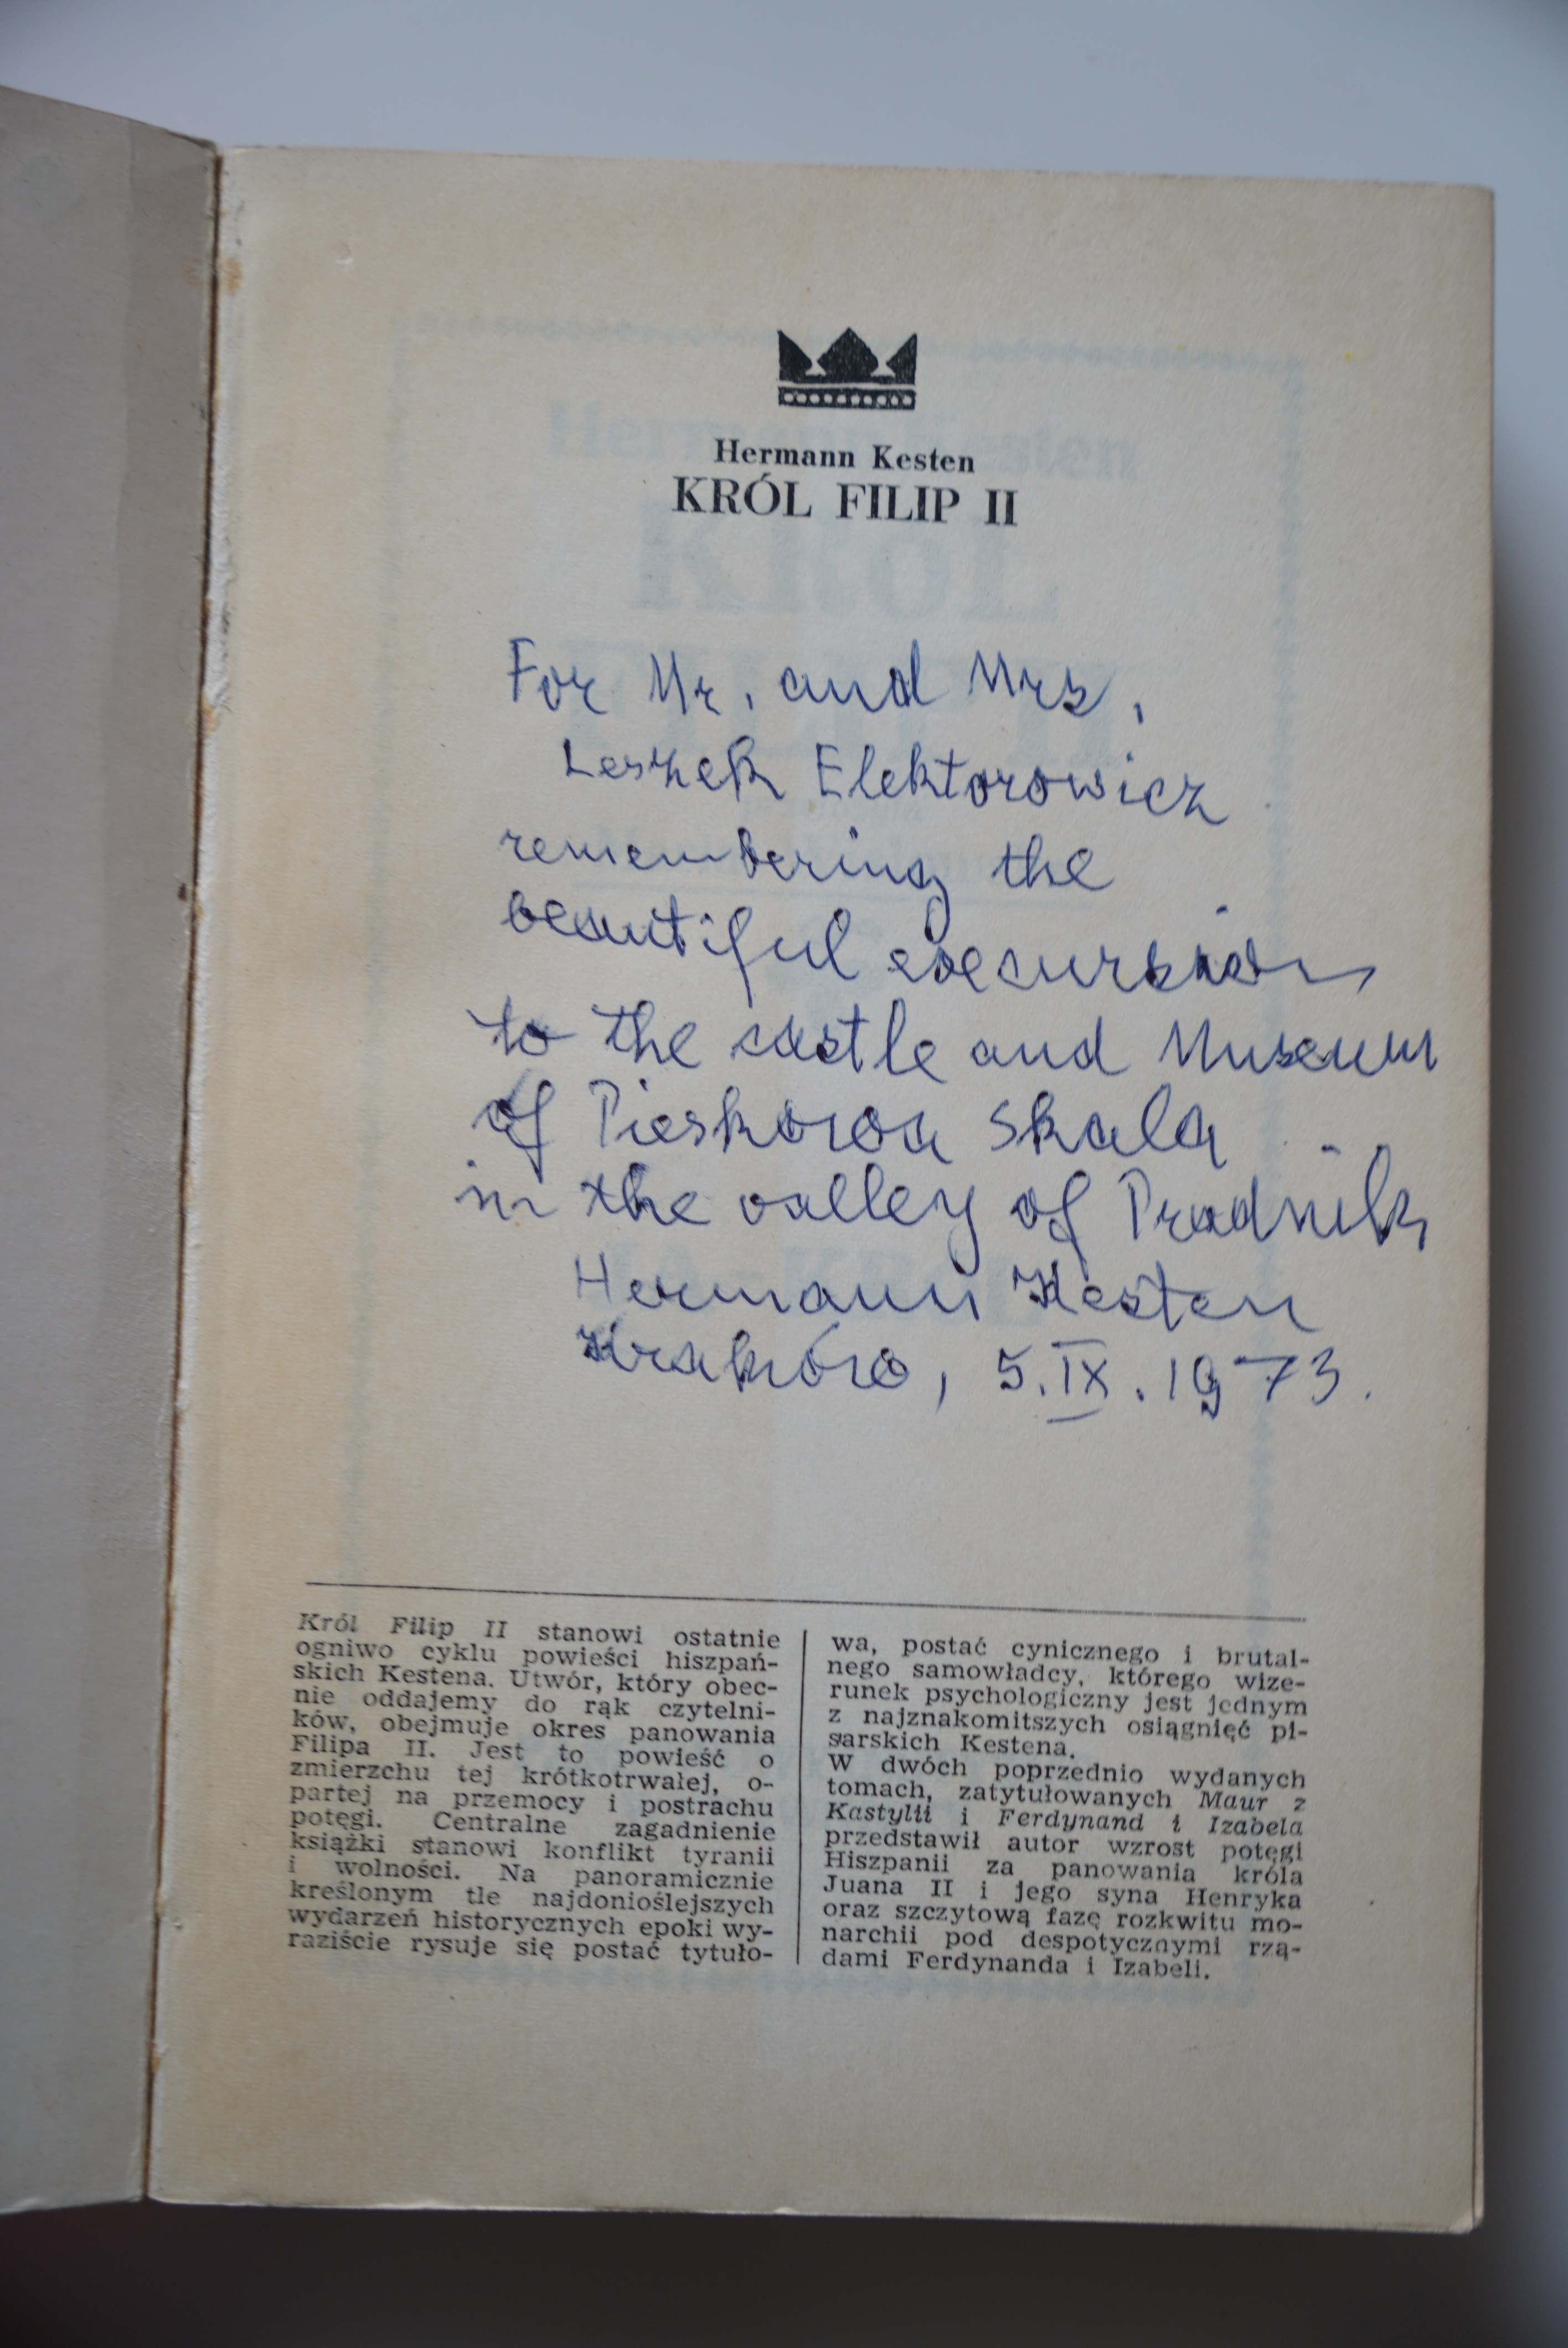 Hermann Kesten
KRÓL FILIP II
For Mr. and Mrs.
Leszek Elektorowicz
remembering the
beautiful excursion
to the castle and Museum
of Pieskowa Skala
in the valley of Pradnik
Hermann Kesten
Kraków, 5.IX.1973.
Król Filip II stanowi ostatnie
ogniwo cyklu powieści hiszpań-
skich Kestena. Utwór, który obec-
nie oddajemy do rąk czytelni-
ków, obejmuje okres panowania
Filipa II. Jest to powieść o
zmierzchu tej krótkotrwałej, o-
partej na przemocy i postrachu
potęgi. Centralne zagadnienie
książki stanowi konflikt tyranii
i wolności. Na panoramicznie
kreślonym tle najdonioślejszych
wydarzeń historycznych epoki wy-
raziście rysuje się postać tytuło-
wa, postać cynicznego i brutal-
nego samowładcy, którego wize-
runek psychologiczny jest jednym
z najznakomitszych osiągnięć pi-
sarskich Kestena.
W dwóch poprzednio wydanych
tomach, zatytułowanych Maur z
Kastylii i Ferdynand i Izabela
przedstawił autor wzrost potęgi
Hiszpanii za panowania króla
Juana II i jego syna Henryka
oraz szczytową fazę rozkwitu mo-
narchii pod despotycznymi rzą-
dami Ferdynanda i Izabeli.